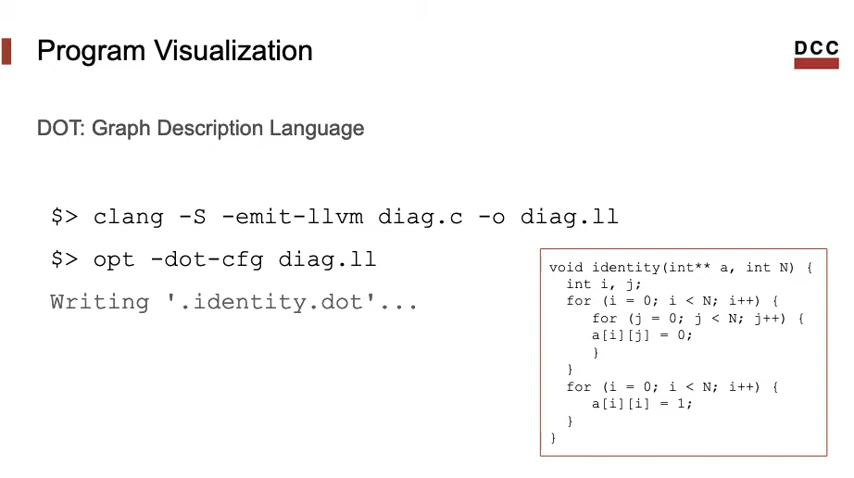 Program Visualization
DCC
DOT: Graph Description Language
$> clang -S -emit-llvm diag.c -o diag.ll
$> opt -dot-cfg diag.ll
Writing '.identity.dot'...
void identity(int** a, int N) {
  int i, j;
  for (i = 0; i < N; i++) {
     for (j = 0; j < N; j++) {
     a[i][j] = 0;
     }
  }
  for (i = 0; i < N; i++) {
     a[i][i] = 1;
  }
}